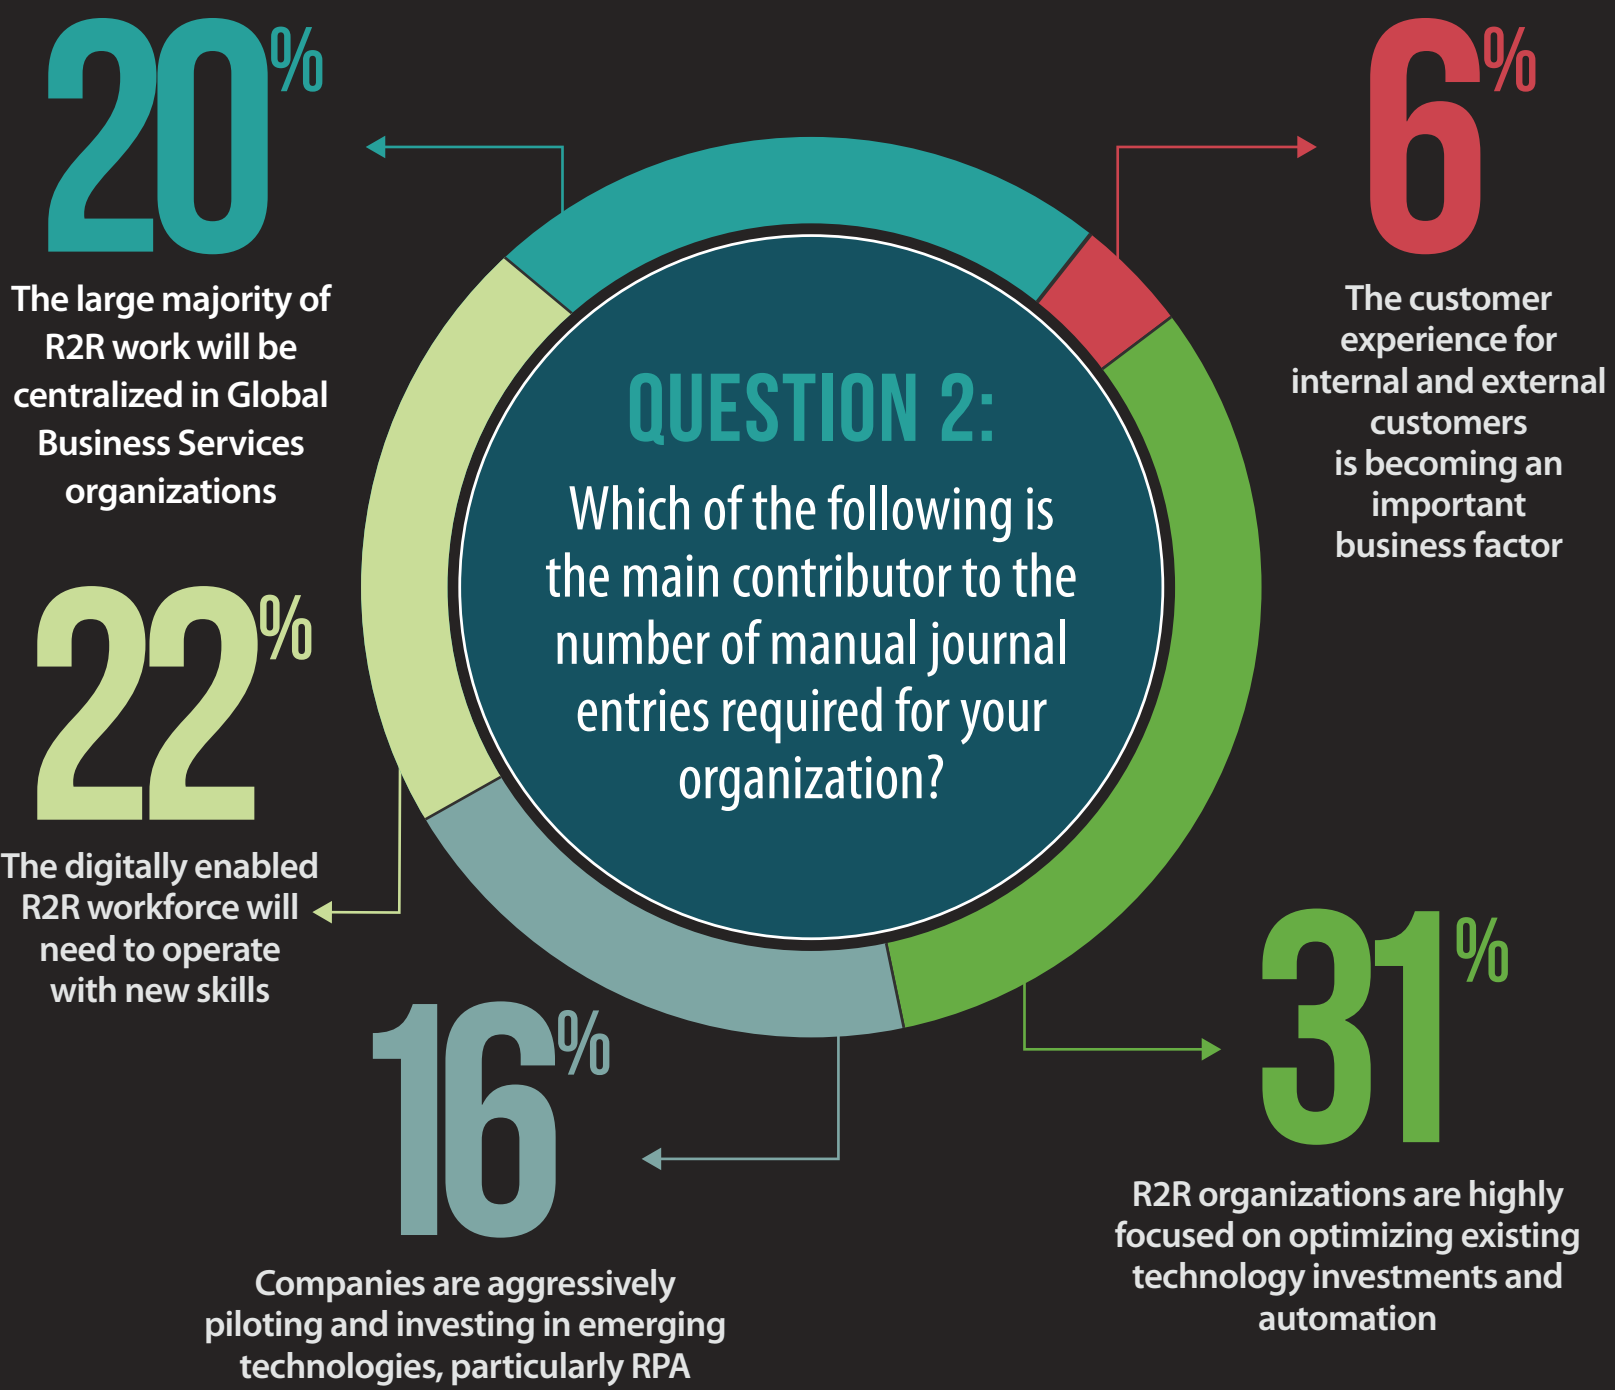 20%
The large majority of
R2R work will be
centralized in Global
Business Services
organizations
6%
The customer
experience for
internal and external
customers
is becoming an
important
business factor
QUESTION 2:
Which of the following is
the main contributor to the
number of manual journal
entries required for your
organization?
22%
The digitally enabled
R2R workforce will
need to operate
with new skills
16%
Companies are aggressively
piloting and investing in emerging
technologies, particularly RPA
31%
R2R organizations are highly
focused on optimizing existing
technology investments and
automation